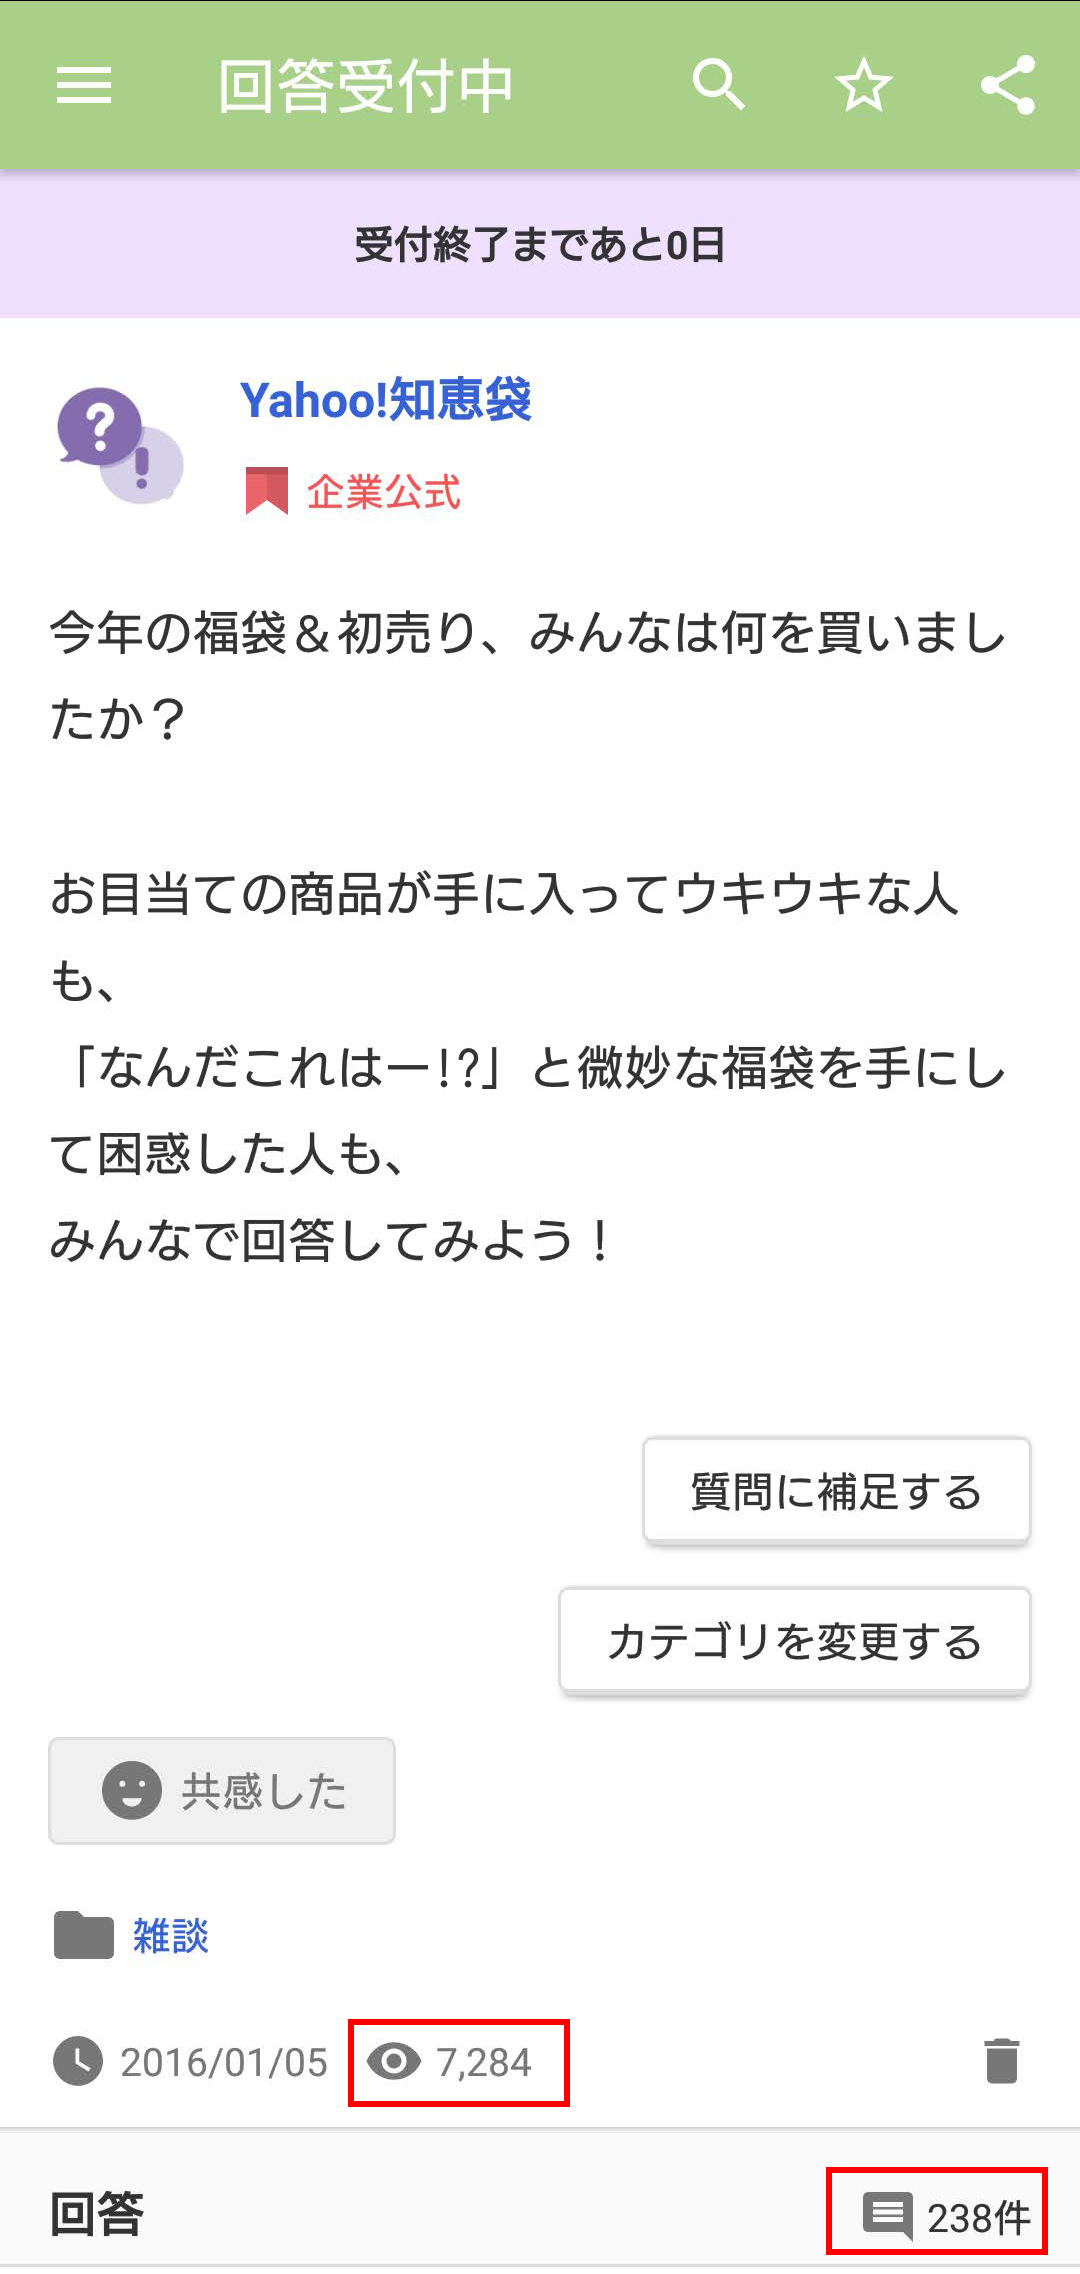 回答受付中
受付終了まであと0日
Yahoo!知恵袋
企業公式
今年の福袋＆初売り、みんなは何を買いまし
たか？
お目当ての商品が手に入ってウキウキな人
も、
「なんだこれはー!?」と微妙な福袋を手にし
て困惑した人も、
みんなで回答してみよう！
質問に補足する
カテゴリを変更する
共感した
雑談
2016/01/05 7,284
回答 238件